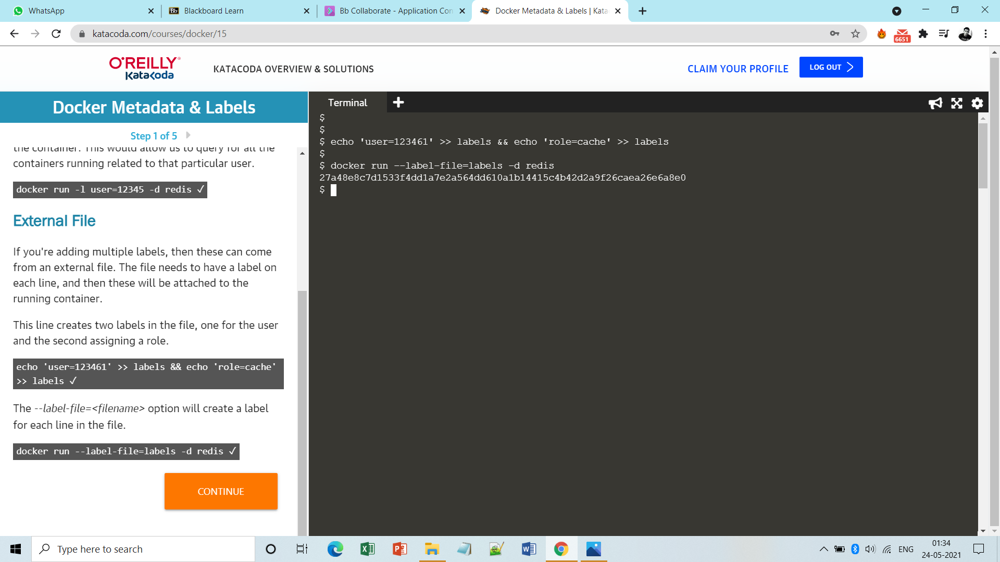 WhatsApp
Bb Blackboard Learn
Bb Collaborate - Application Con
Docker Metadata & Labels | Kata
katacoda.com/courses/docker/15
6651
O'REILLY®
Katacoda
KATACODA OVERVIEW & SOLUTIONS
CLAIM YOUR PROFILE
LOG OUT
Docker Metadata & Labels
Step 1 of 5
the container. This would allow us to query for all the
containers running related to that particular user.
docker run -l user=12345 -d redis ✓
External File
If you're adding multiple labels, then these can come
from an external file. The file needs to have a label on
each line, and then these will be attached to the
running container.
This line creates two labels in the file, one for the user
and the second assigning a role.
echo 'user=123461' >> labels && echo 'role=cache'
>> labels ✓
The --label-file=<filename> option will create a label
for each line in the file.
docker run --label-file=labels -d redis ✓
CONTINUE
Terminal
$
$
$ echo 'user=123461' >> labels && echo 'role=cache' >> labels
$
$ docker run --label-file=labels -d redis
27a48e8c7d1533f4dd1a7e2a564dd610a1b14415c4b42d2a9f26caea26e6a8e0
$
Type here to search
ENG
01:34
24-05-2021